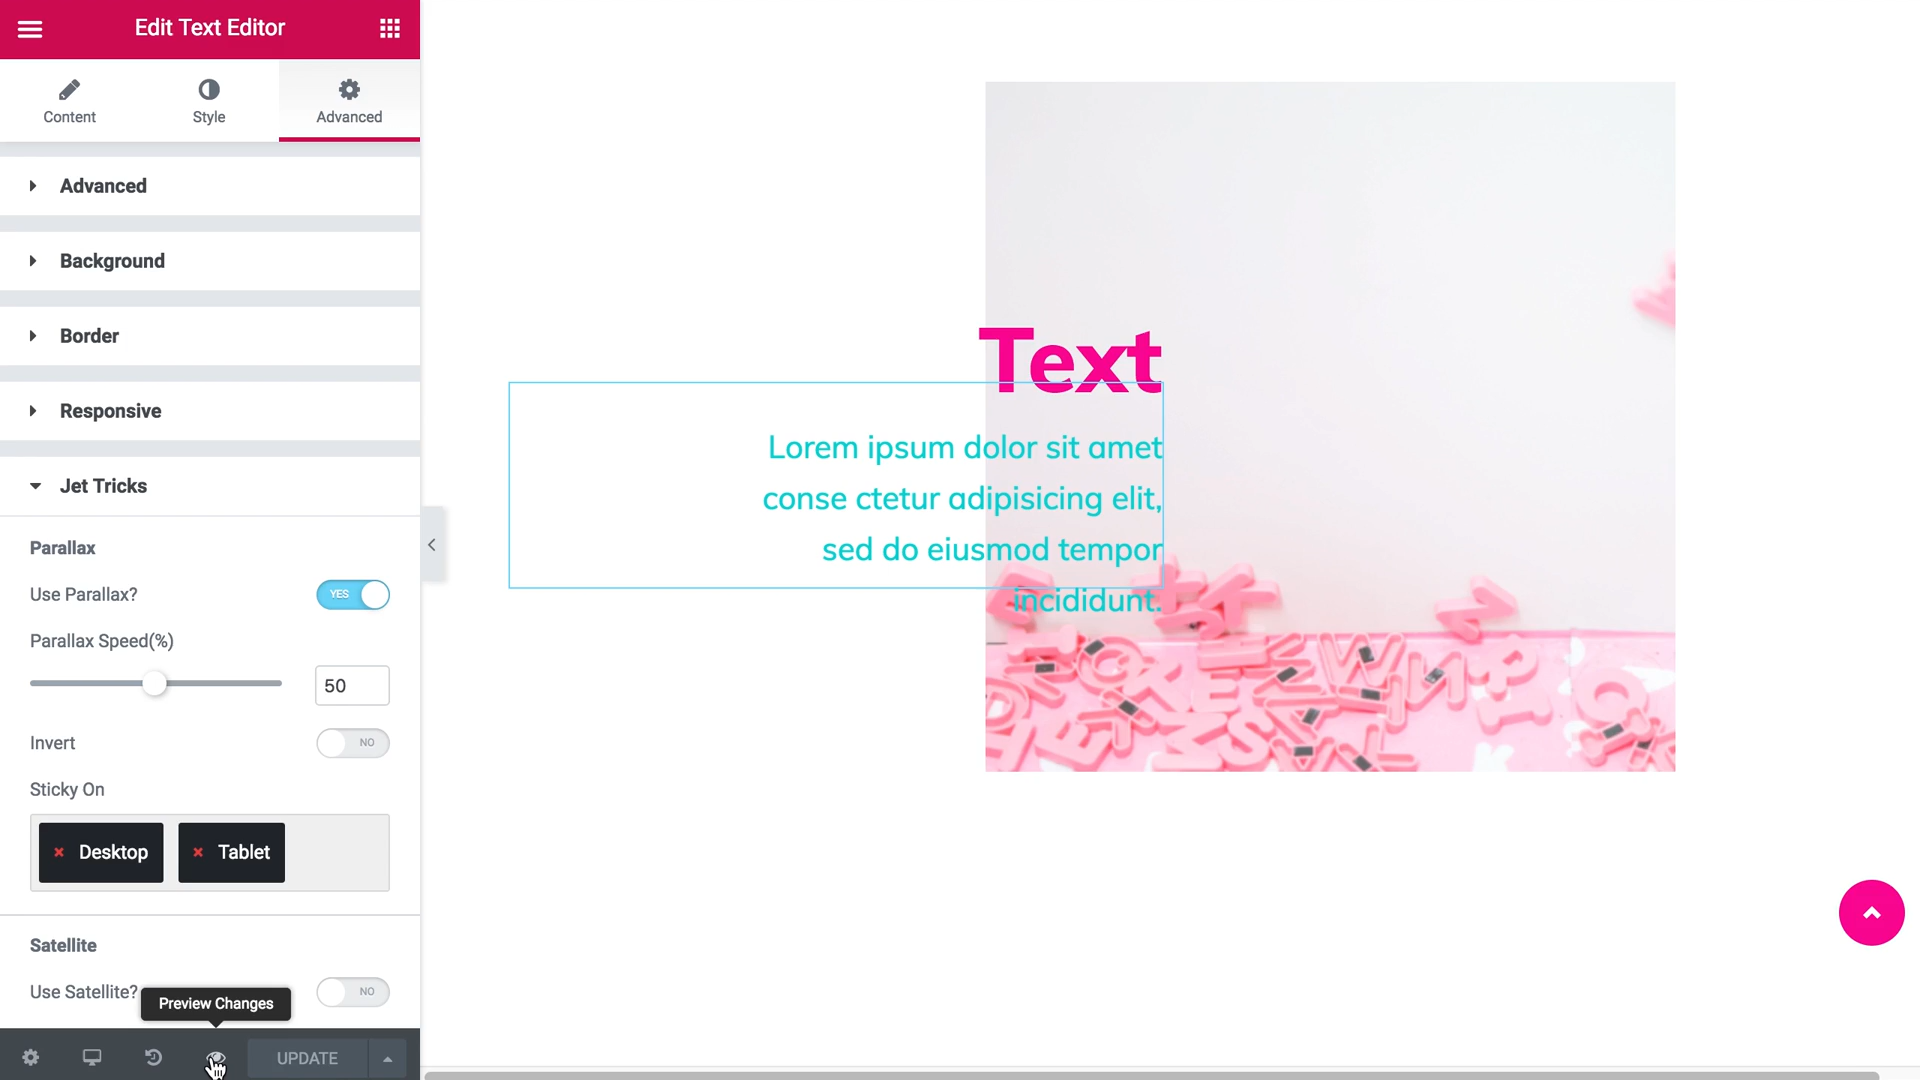 Edit Text Editor
Content
Style
Advanced
Advanced
Background
Border
Responsive
Jet Tricks
Parallax
Use Parallax?
YES
Parallax Speed(%)
50
Invert
NO
Sticky On
× Desktop
× Tablet
Satellite
Use Satellite?
NO
Preview Changes
UPDATE
Text
Lorem ipsum dolor sit amet
conse ctetur adipisicing elit,
sed do eiusmod tempor
incididunt.